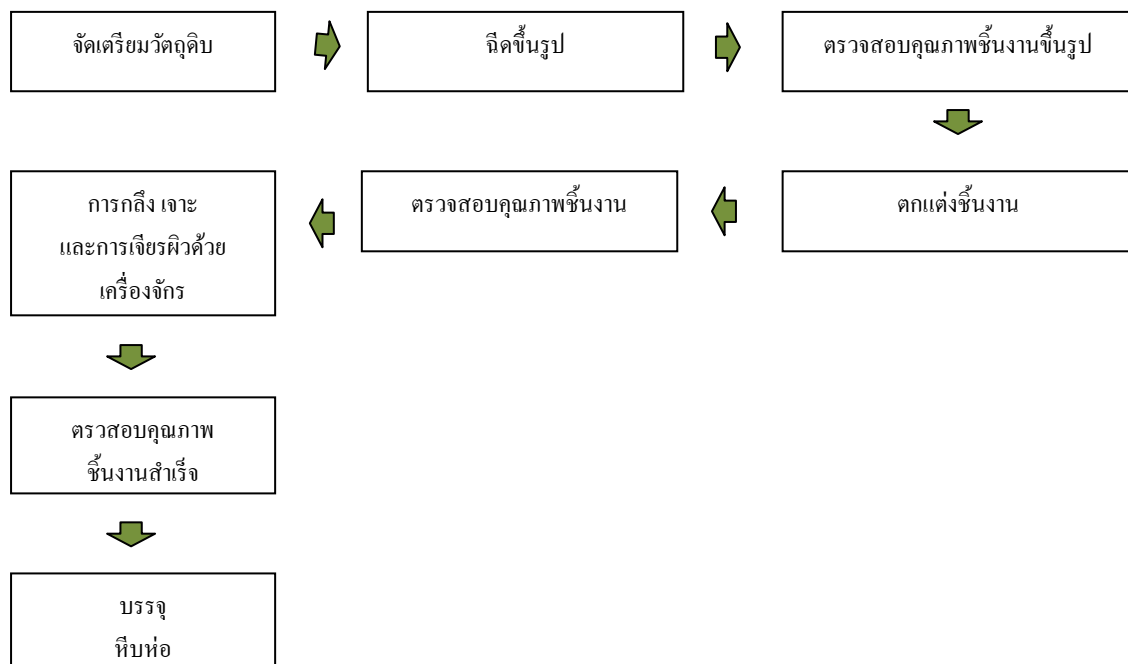 จัดเตรียมวัตถุดิบ
ฉีดขึ้นรูป
ตรวจสอบคุณภาพชิ้นงานขึ้นรูป
ตกแต่งชิ้นงาน
ตรวจสอบคุณภาพชิ้นงาน
การกลึง เจาะ
และการเจียรผิวด้วย
เครื่องจักร
ตรวสอบคุณภาพ
ชิ้นงานสำเร็จ
บรรจุ
หีบห่อ